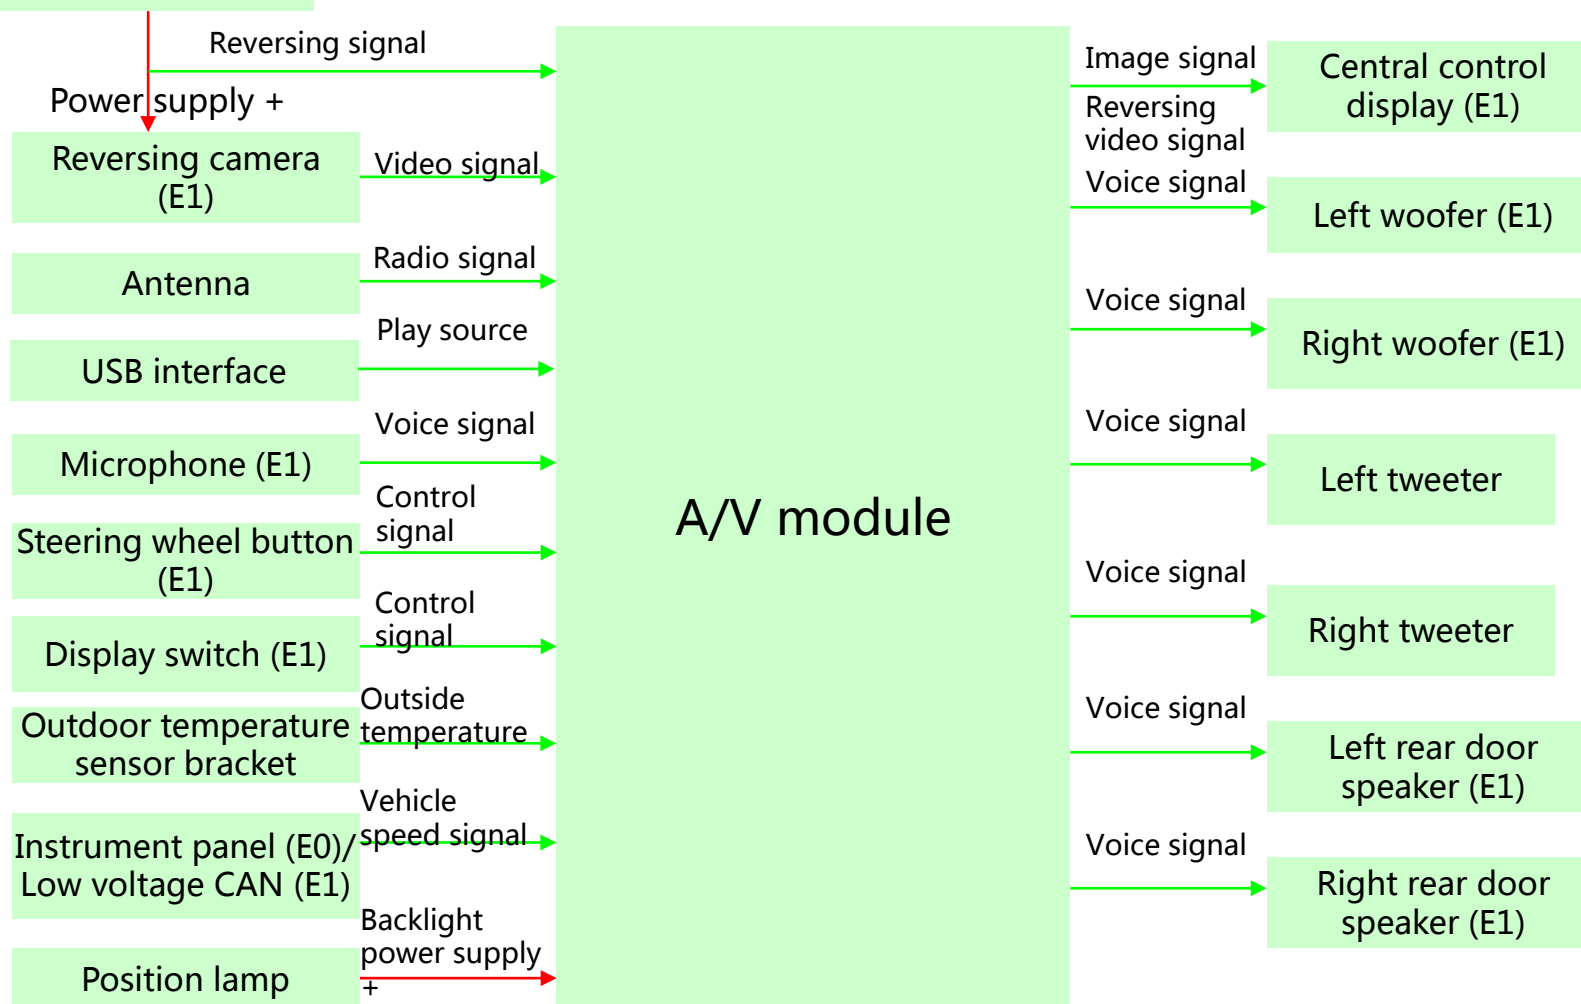 Reversing signal
Power supply +
Reversing camera
(E1)
Video signal
Antenna
Radio signal
USB interface
Play source
Microphone (E1)
Voice signal
Steering wheel button
(E1)
Control
signal
Display switch (E1)
Control
signal
Outdoor temperature
sensor bracket
Outside
temperature
Instrument panel (E0)/
Low voltage CAN (E1)
Vehicle
speed signal
Position lamp
Backlight
power supply
+
A/V module
Image signal
Reversing
video signal
Central control
display (E1)
Voice signal
Left woofer (E1)
Voice signal
Right woofer (E1)
Voice signal
Left tweeter
Voice signal
Right tweeter
Voice signal
Left rear door
speaker (E1)
Voice signal
Right rear door
speaker (E1)